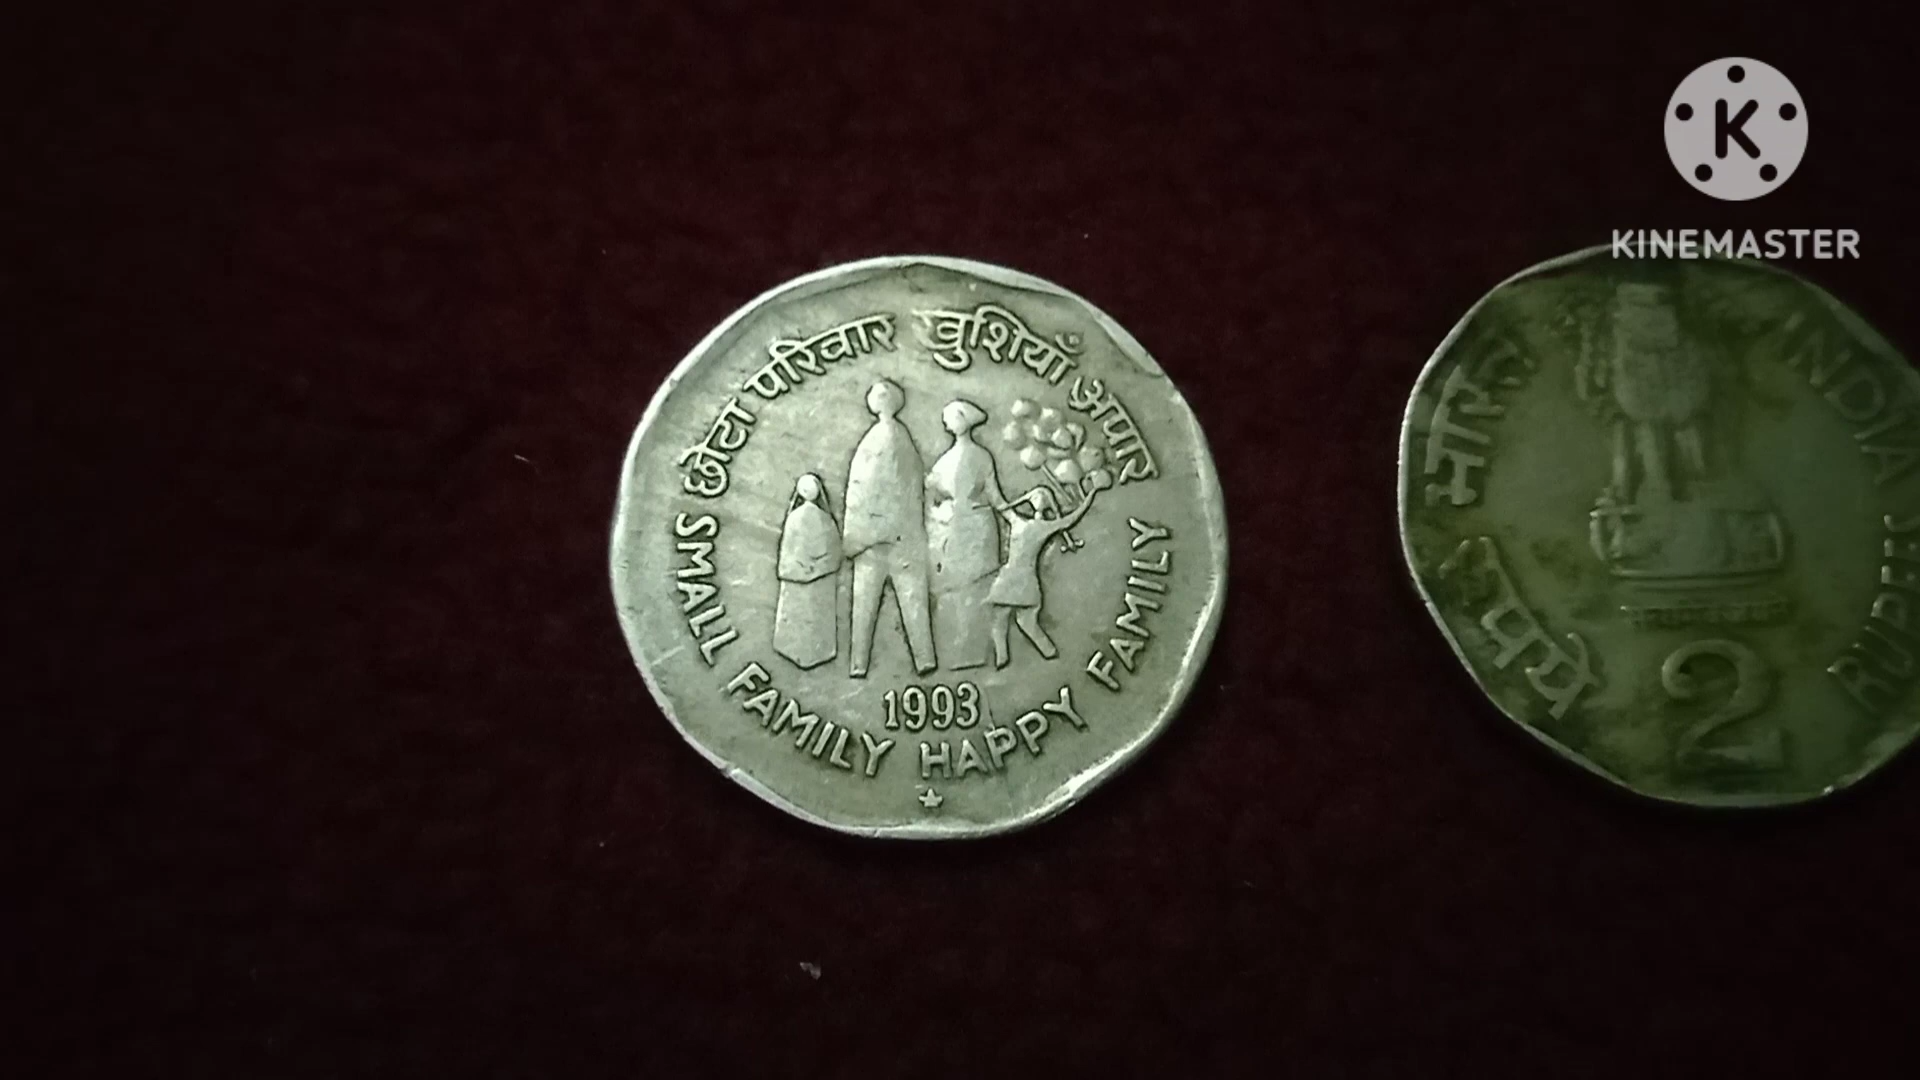 छोटा परिवार खुशियाँ अपार
SMALL FAMILY HAPPY FAMILY
1993
भारत
INDIA
रुपये
2
RUPEES
K
KINEMASTER